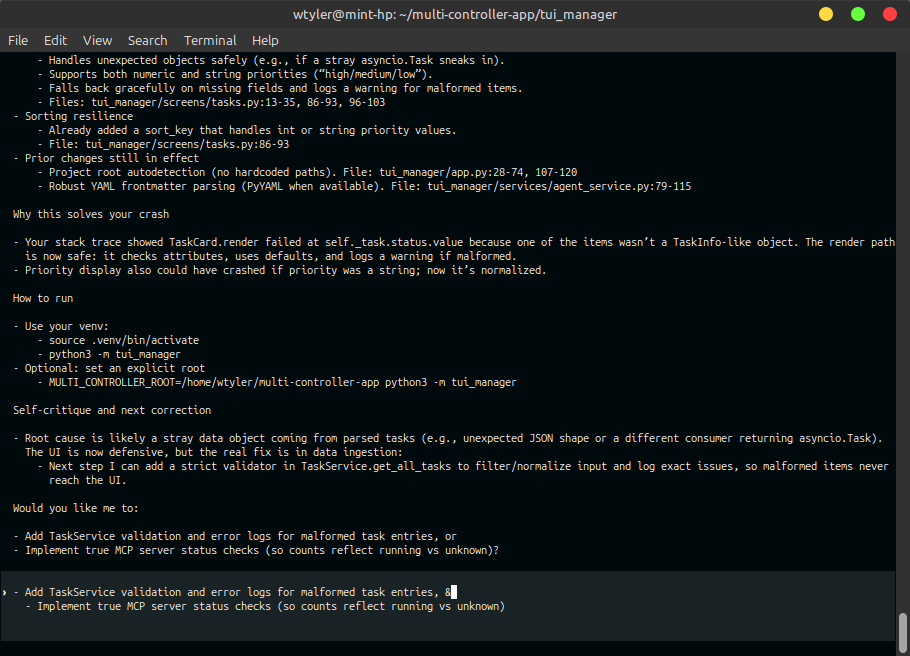 wtyler@mint-hp: ~/multi-controller-app/tui_manager
File Edit View Search Terminal Help
- Handles unexpected objects safely (e.g., if a stray asyncio.Task sneaks in).
- Supports both numeric and string priorities (“high/medium/low”).
- Falls back gracefully on missing fields and logs a warning for malformed items.
- Files: tui_manager/screens/tasks.py:13-35, 86-93, 96-103
- Sorting resilience
- Already added a sort_key that handles int or string priority values.
- File: tui_manager/screens/tasks.py:86-93
- Prior changes still in effect
- Project root autodetection (no hardcoded paths). File: tui_manager/app.py:28-74, 107-120
- Robust YAML frontmatter parsing (PyYAML when available). File: tui_manager/services/agent_service.py:79-115
Why this solves your crash
- Your stack trace showed TaskCard.render failed at self._task.status.value because one of the items wasn’t a TaskInfo-like object. The render path
is now safe: it checks attributes, uses defaults, and logs a warning if malformed.
- Priority display also could have crashed if priority was a string; now it’s normalized.
How to run
- Use your venv:
- source .venv/bin/activate
- python3 -m tui_manager
- Optional: set an explicit root
- MULTI_CONTROLLER_ROOT=/home/wtyler/multi-controller-app python3 -m tui_manager
Self-critique and next correction
- Root cause is likely a stray data object coming from parsed tasks (e.g., unexpected JSON shape or a different consumer returning asyncio.Task).
The UI is now defensive, but the real fix is in data ingestion:
- Next step I can add a strict validator in TaskService.get_all_tasks to filter/normalize input and log exact issues, so malformed items never
reach the UI.
Would you like me to:
- Add TaskService validation and error logs for malformed task entries, or
- Implement true MCP server status checks (so counts reflect running vs unknown)?
› - Add TaskService validation and error logs for malformed task entries, &
- Implement true MCP server status checks (so counts reflect running vs unknown)